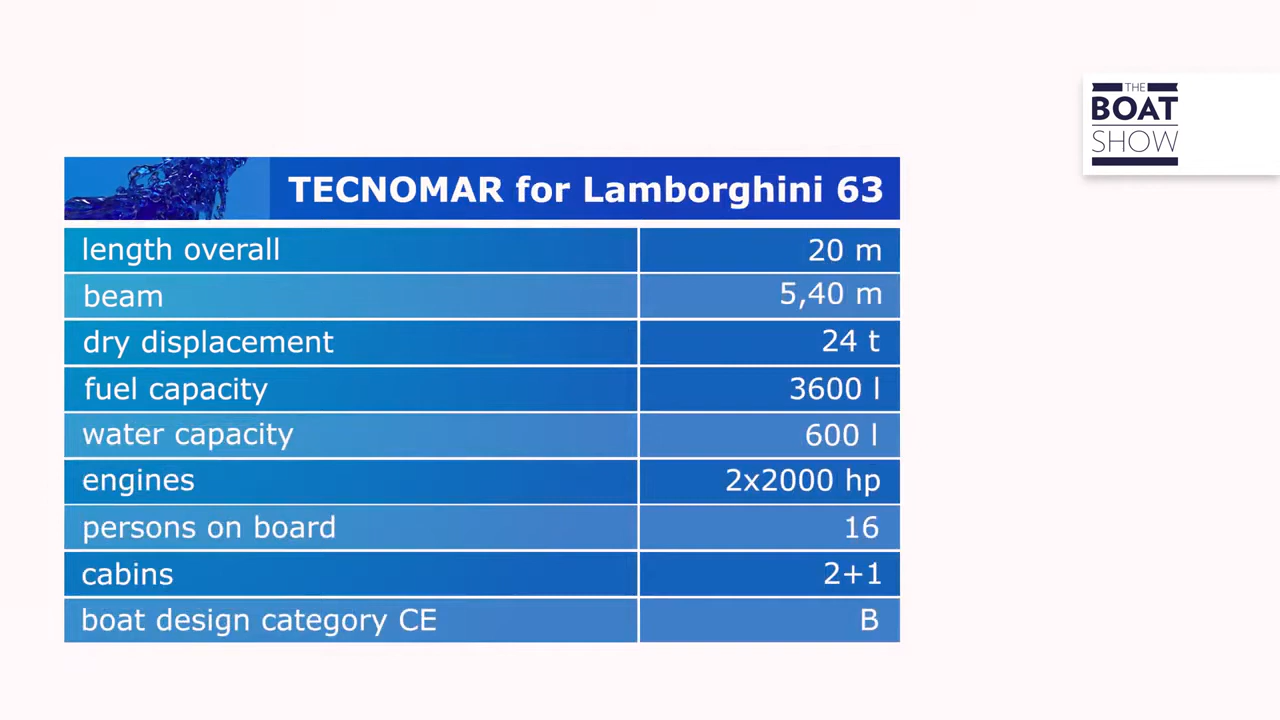 THE
BOAT
SHOW
TECNOMAR for Lamborghini 63
length overall 20 m
beam 5,40 m
dry displacement 24 t
fuel capacity 3600 l
water capacity 600 l
engines 2x2000 hp
persons on board 16
cabins 2+1
boat design category CE B